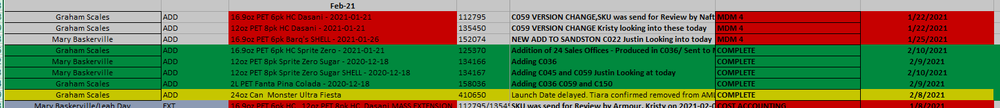 Feb-21
Graham Scales ADD 16.9oz PET 6pk HC Dasani - 2021-01-21 112795 C059 VERSION CHANGE,SKU was send for Review by Naft MDM 4 1/22/2021
Graham Scales ADD 12oz PET 8pk HC Dasani - 2021-01-21 135450 C059 VERSION CHANGE Kristy looking into these today MDM 4 1/22/2021
Mary Baskerville ADD 16.9oz PET 6pk Barq's SHELL - 2021-01-26 152074 NEW ADD TO SANDSTON C022 Justin Looking into today MDM 4 1/25/2021
Graham Scales ADD 16.9oz PET 6pk HC Sprite Zero - 2021-01-21 125370 Addition of 24 Sales Offices - Produced in C036/ Sent to M COMPLETE 2/10/2021
Graham Scales ADD 12oz PET 8pk Sprite Zero Sugar - 2020-12-18 134166 Adding C036 COMPLETE 2/9/2021
Mary Baskerville ADD 12oz PET 8pk Sprite Zero Sugar SHELL - 2020-12-18 134167 Adding C045 and C059 Justin Looking at today COMPLETE 2/10/2021
Graham Scales ADD 2L PET Fanta Pina Colada - 2020-12-18 158036 Adding C036 C059 and C150 COMPLETE 2/9/2021
Graham Scales ADD 24oz Can Monster Ultra Fiesta 410650 Launch Date delayed. Tiara confirmed removed from AML COMPLETE 2/8/2021
Mary Baskerville/Leah Day EXT 16.9oz PET 6pk HC, 12oz PET 8pk HC Dasani MASS EXTENSION 112795/13545 SKU was send for Review by Armour, Kristy on 2021-02-0 COST ACCOUNTING 1/8/2021